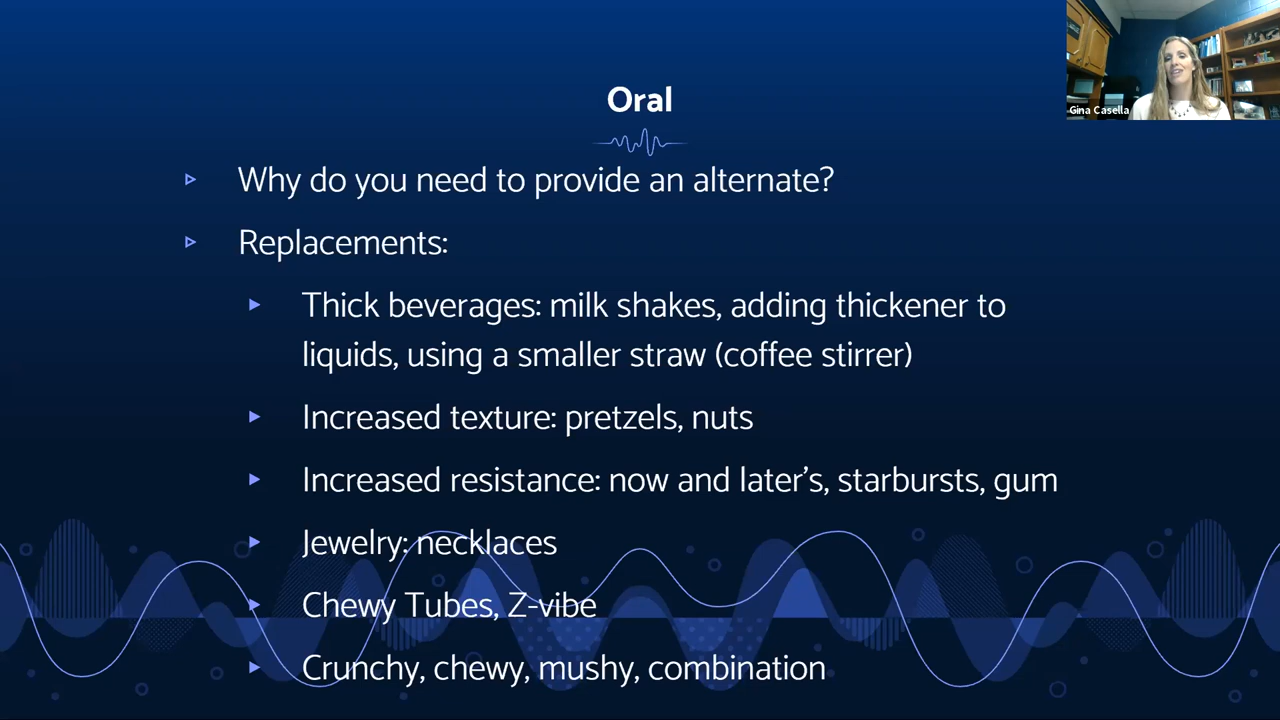 Oral
Gina Casella
Why do you need to provide an alternate?
Replacements:
Thick beverages: milk shakes, adding thickener to
liquids, using a smaller straw (coffee stirrer)
Increased texture: pretzels, nuts
Increased resistance: now and later’s, starbursts, gum
Jewelry: necklaces
Chewy Tubes, Z-vibe
Crunchy, chewy, mushy, combination